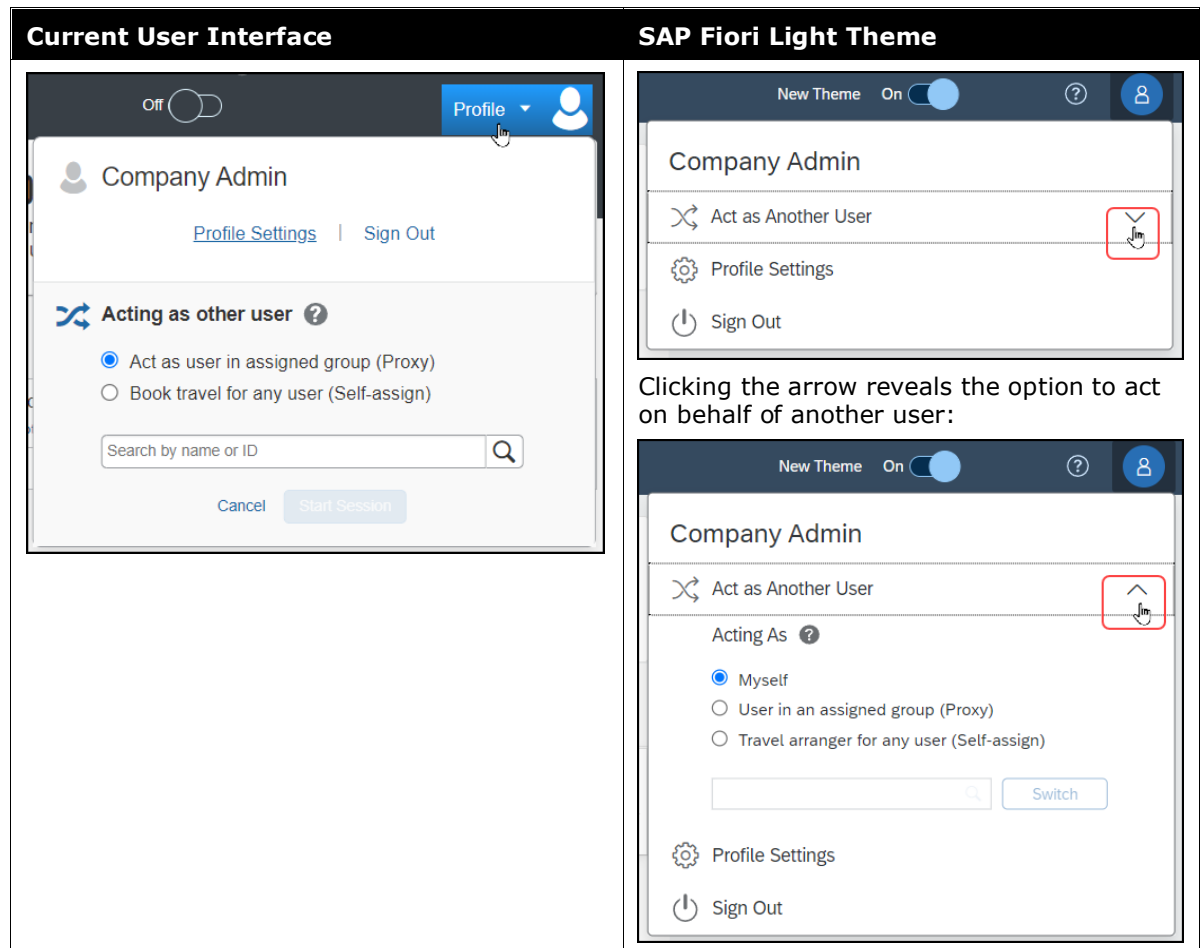 Current User Interface
SAP Fiori Light Theme
Off
Profile
Company Admin
Profile Settings | Sign Out
Acting as other user ?
Act as user in assigned group (Proxy)
Book travel for any user (Self-assign)
Search by name or ID
Cancel Start Session
New Theme On ?
Company Admin
Act as Another User
Profile Settings
Sign Out
Clicking the arrow reveals the option to act
on behalf of another user:
New Theme On ?
Company Admin
Act as Another User
Acting As ?
Myself
User in an assigned group (Proxy)
Travel arranger for any user (Self-assign)
Switch
Profile Settings
Sign Out